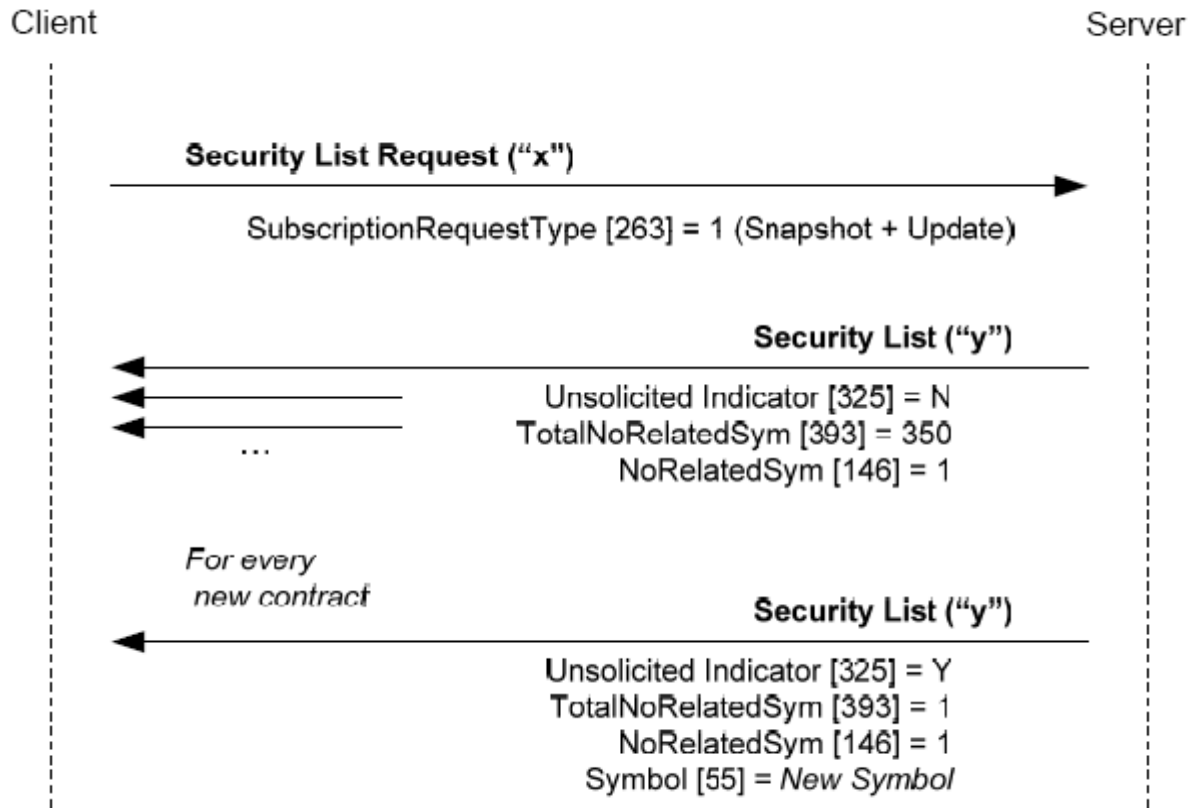 Client
Server
Security List Request (“x”)
SubscriptionRequestType [263] = 1 (Snapshot + Update)
Security List (“y”)
Unsolicited Indicator [325] = N
TotalNoRelatedSym [393] = 350
NoRelatedSym [146] = 1
...
For every
new contract
Security List (“y”)
Unsolicited Indicator [325] = Y
TotalNoRelatedSym [393] = 1
NoRelatedSym [146] = 1
Symbol [55] = New Symbol